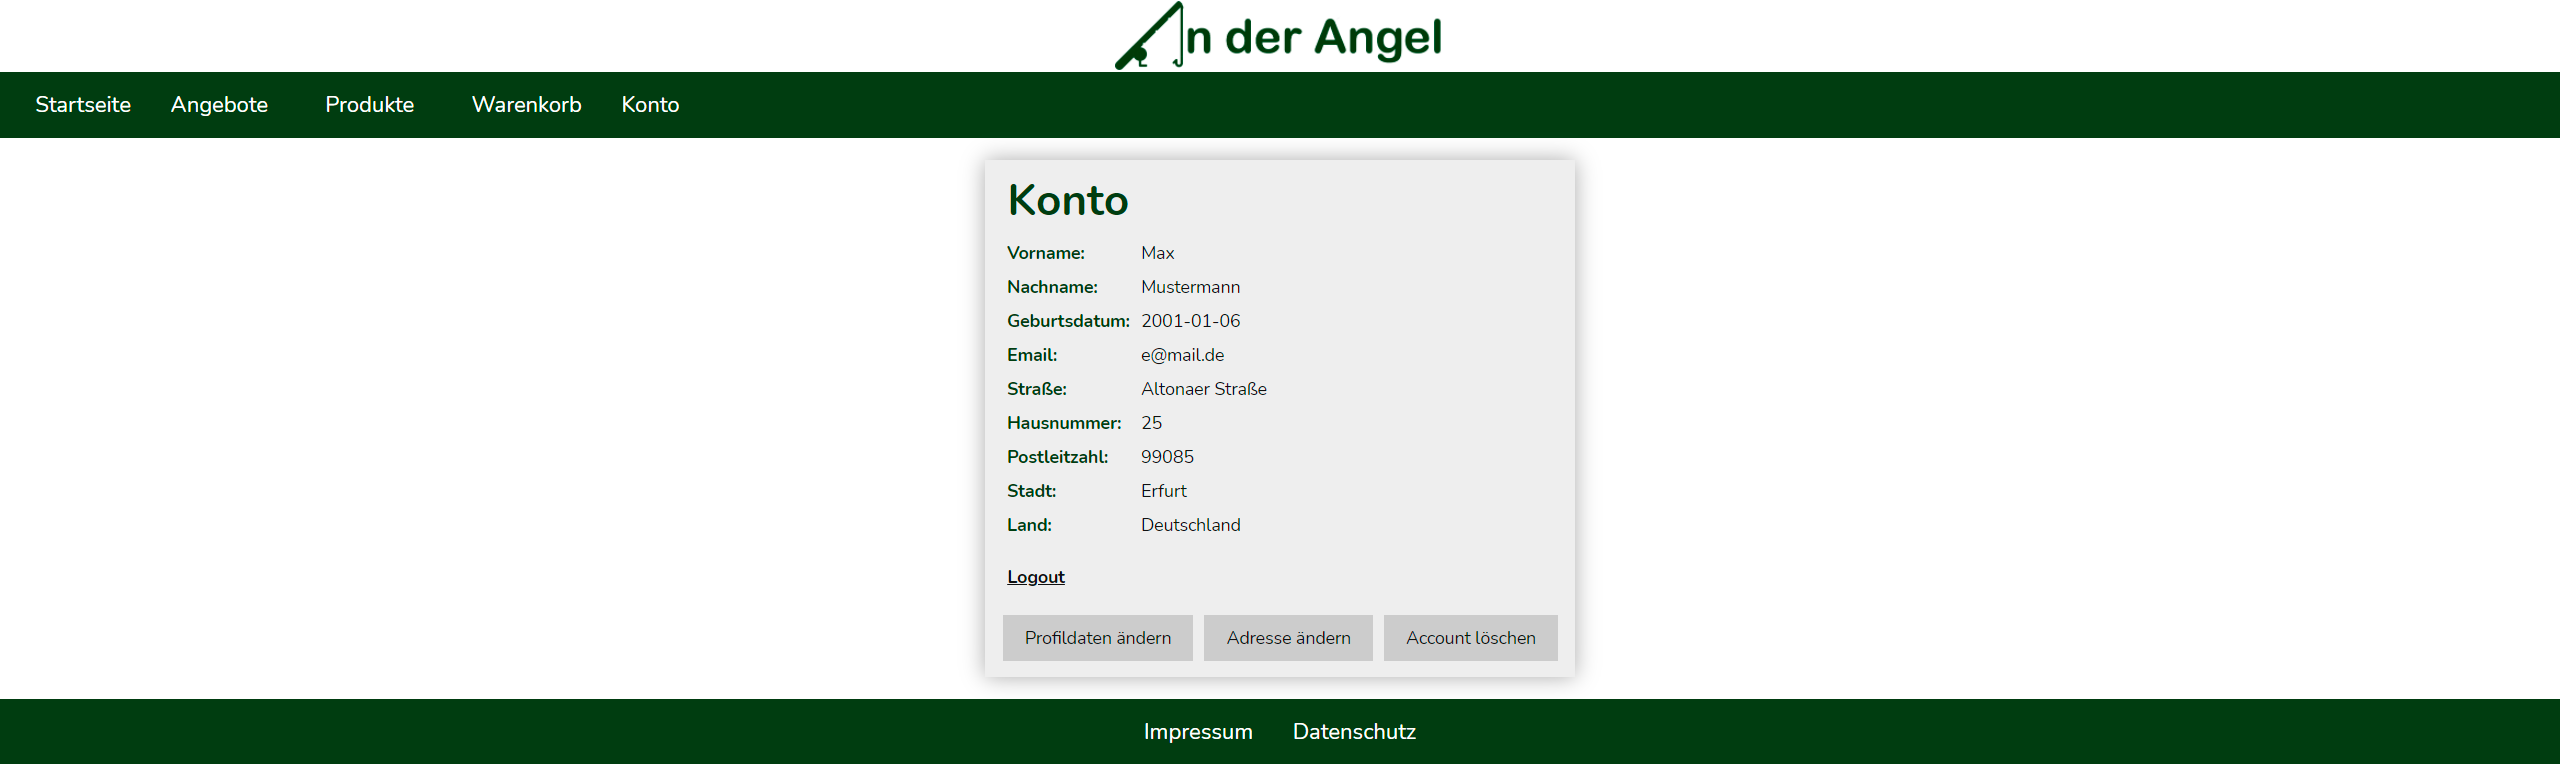 An der Angel
Startseite Angebote Produkte Warenkorb Konto
Konto
Vorname: Max
Nachname: Mustermann
Geburtsdatum: 2001-01-06
Email: e@mail.de
Straße: Altonaer Straße
Hausnummer: 25
Postleitzahl: 99085
Stadt: Erfurt
Land: Deutschland
Logout
Profildaten ändern Adresse ändern Account löschen
Impressum Datenschutz